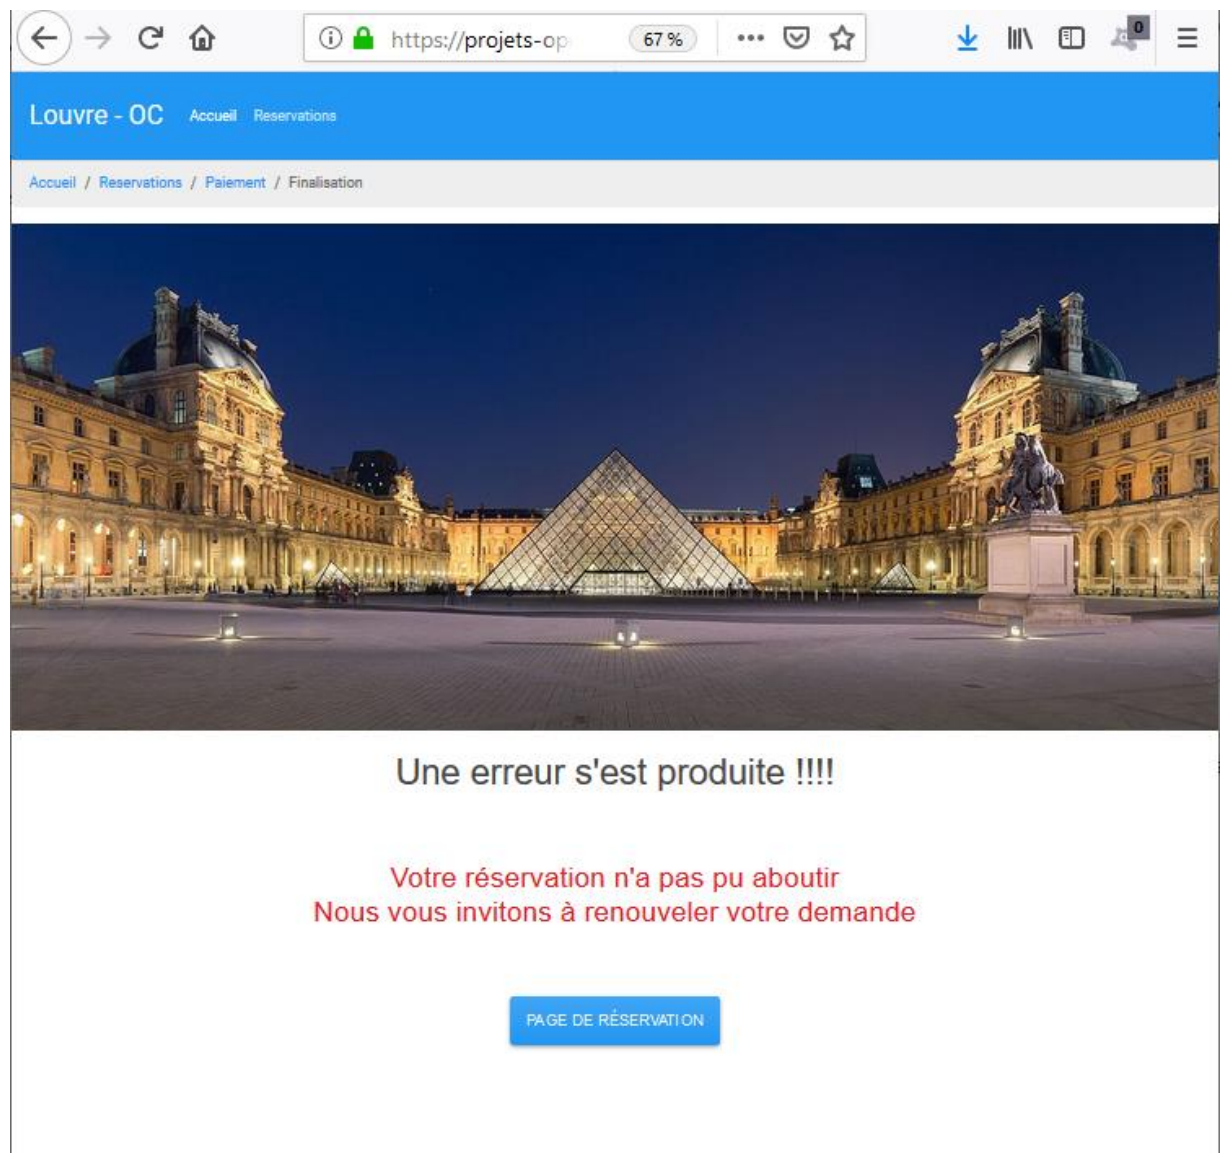 https://projets-op
67 %
0
Louvre - OC Accueil Reservations
Accueil / Reservations / Paiement / Finalisation
Une erreur s'est produite !!!!
Votre réservation n'a pas pu aboutir
Nous vous invitons à renouveler votre demande
PAGE DE RÉSERVATION